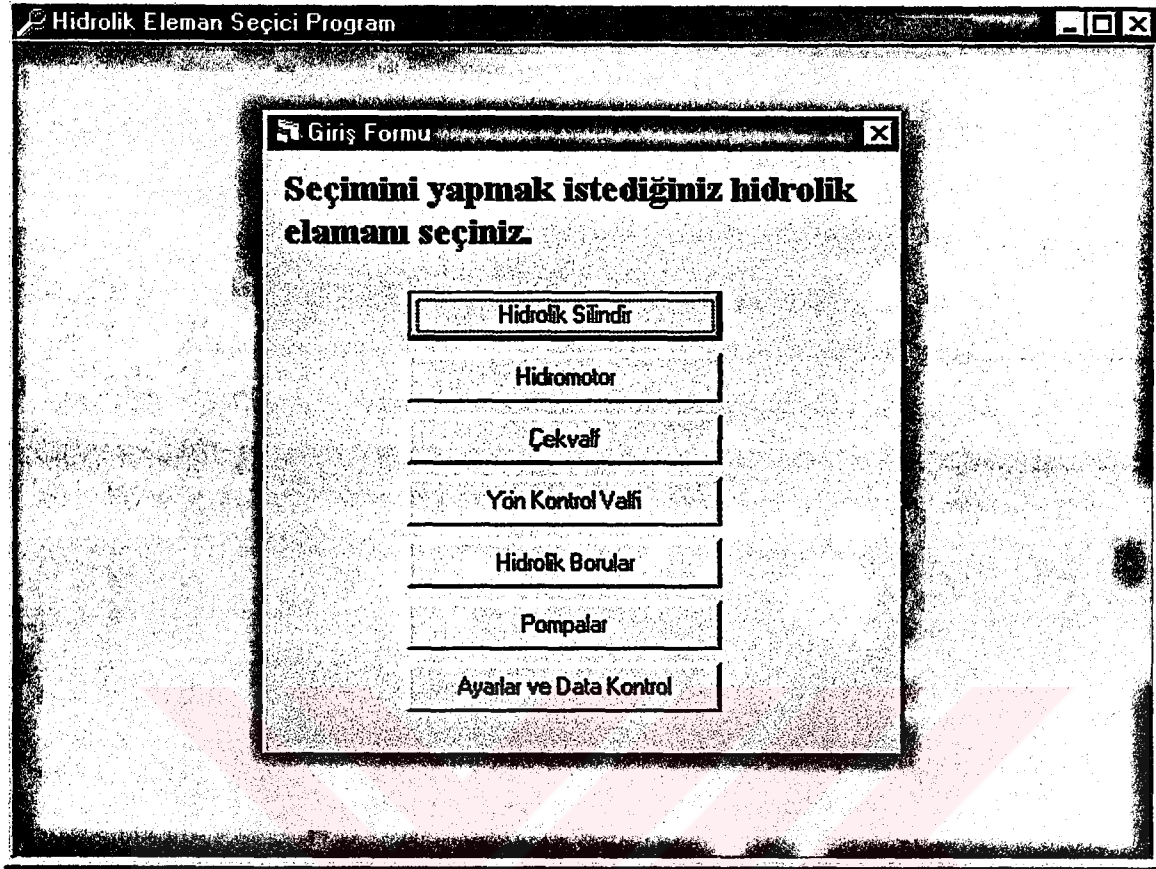 Hidrolik Eleman Seçici Program
Giriş Formu
Seçimini yapmak istediğiniz hidrolik
elamanı seçiniz.
Hidrolik Silindir
Hidromotor
Çekvalf
Yön Kontrol Valfi
Hidrolik Borular
Pompalar
Ayarlar ve Data Kontrol